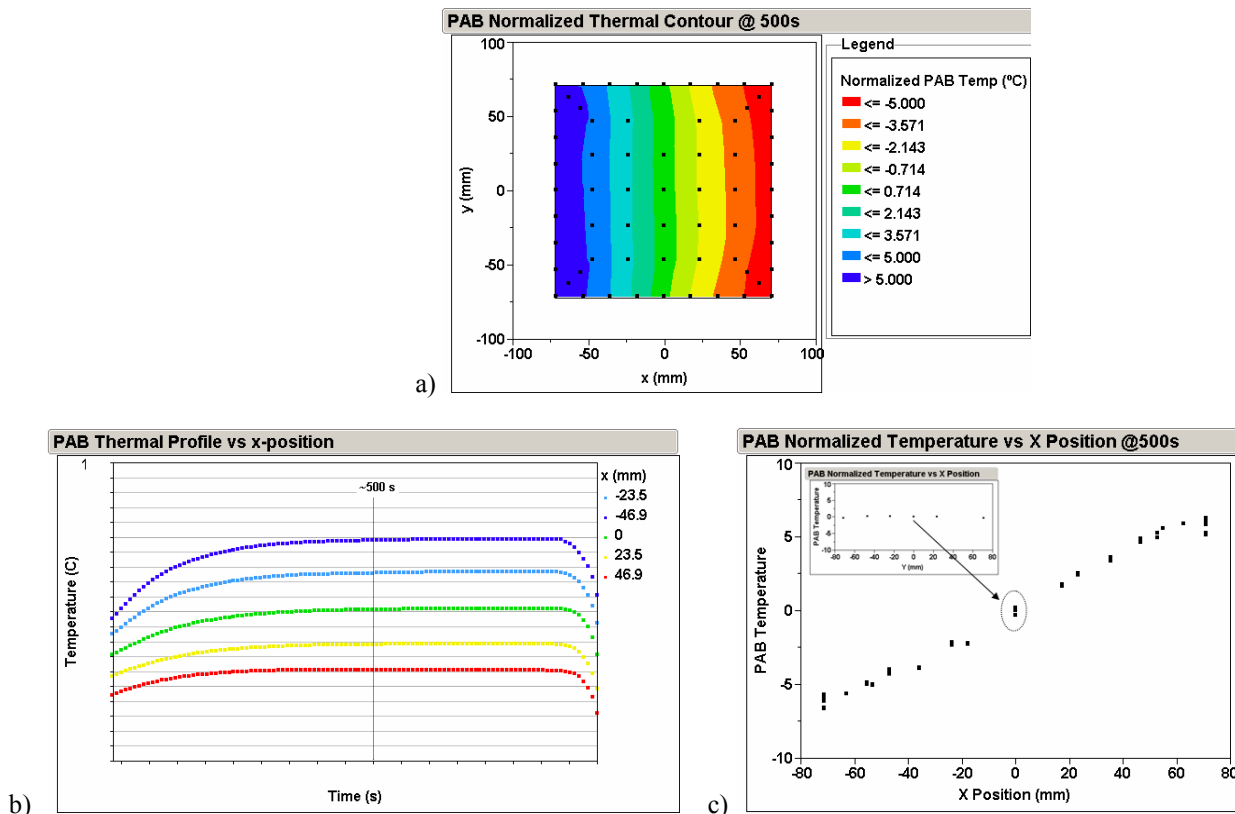 PAB Normalized Thermal Contour @ 500s
100
50
0
-50
-100
y (mm)
-100 -50 0 50 100
x (mm)
Legend
Normalized PAB Temp (ºC)
<= -5.000
<= -3.571
<= -2.143
<= -0.714
<= 0.714
<= 2.143
<= 3.571
<= 5.000
> 5.000
a)
PAB Thermal Profile vs x-position
1
Temperature (C)
~500 s
Time (s)
x (mm)
-23.5
-46.9
0
23.5
46.9
b)
PAB Normalized Temperature vs X Position @500s
10
5
0
-5
-10
PAB Temperature
-80 -60 -40 -20 0 20 40 60 80
X Position (mm)
PAB Normalized Temperature vs X Position
10
5
0
-5
-10
PAB Temperature
-80 -60 -40 -20 0 20 40 60 80
Y (mm)
c)